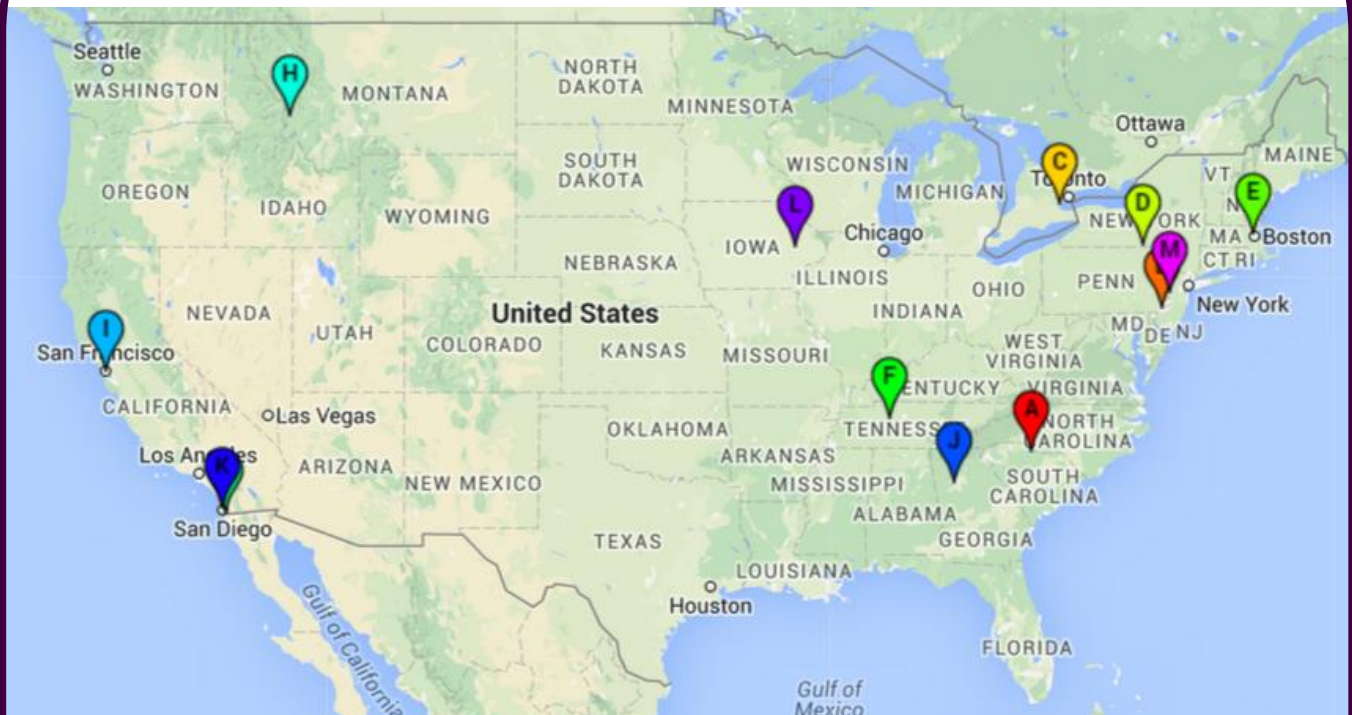 Seattle
WASHINGTON
H
MONTANA
NORTH
DAKOTA
MINNESOTA
Ottawa
MAINE
OREGON
IDAHO
WYOMING
SOUTH
DAKOTA
WISCONSIN
MICHIGAN
C
Toronto
VT
E
D
NEW YORK
N
MA
Boston
CT RI
L
IOWA
Chicago
ILLINOIS
NEBRASKA
INDIANA
OHIO
PENN
M
New York
NEVADA
UTAH
COLORADO
United States
KANSAS
MISSOURI
WEST
VIRGINIA
MD
DE
NJ
I
San Francisco
CALIFORNIA
Las Vegas
F
KENTUCKY
VIRGINIA
A
NORTH
CAROLINA
TENNESS
J
OKLAHOMA
ARKANSAS
Los Angeles
K
San Diego
ARIZONA
NEW MEXICO
MISSISSIPPI
SOUTH
CAROLINA
ALABAMA
GEORGIA
TEXAS
LOUISIANA
Houston
FLORIDA
Gulf of California
Gulf of
Mexico